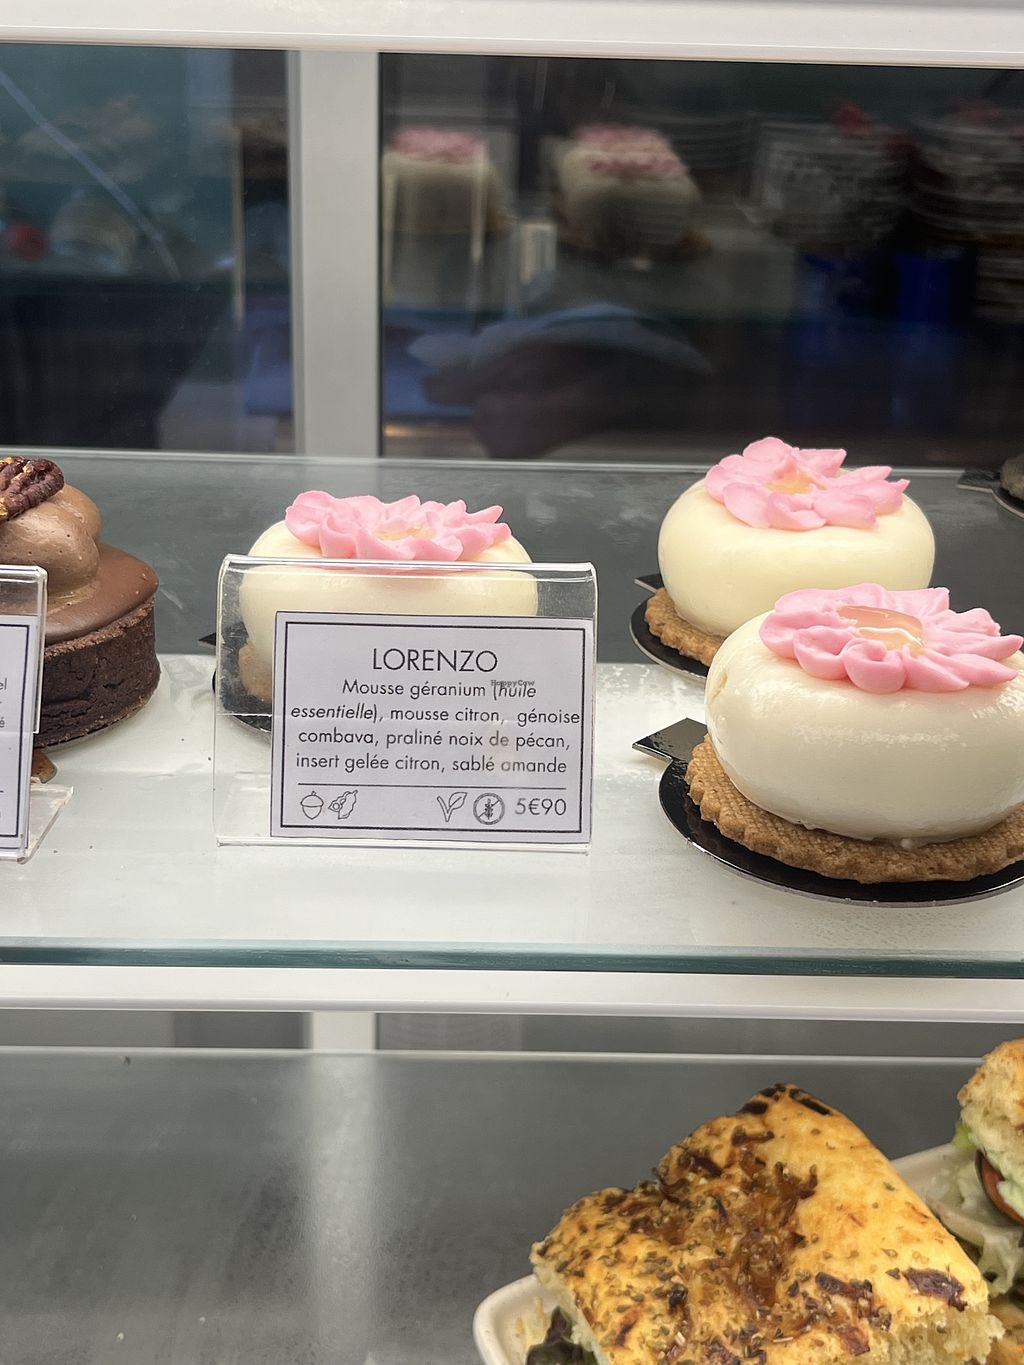 LORENZO
Mousse géranium (huile
essentielle), mousse citron, génoise
combava, praliné noix de pécan,
insert gelée citron, sablé amande
5€90
HappyCow